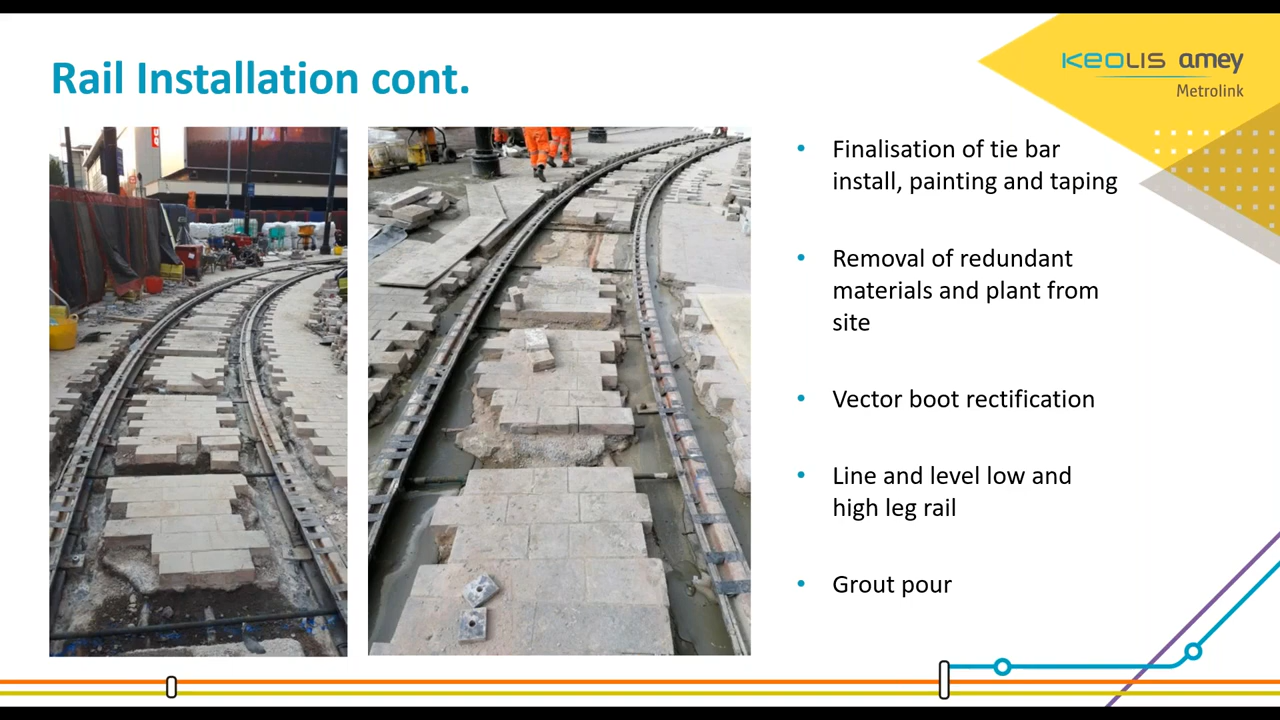 Rail Installation cont.
KEOLIS amey
Metrolink
• Finalisation of tie bar
install, painting and taping
• Removal of redundant
materials and plant from
site
• Vector boot rectification
• Line and level low and
high leg rail
• Grout pour